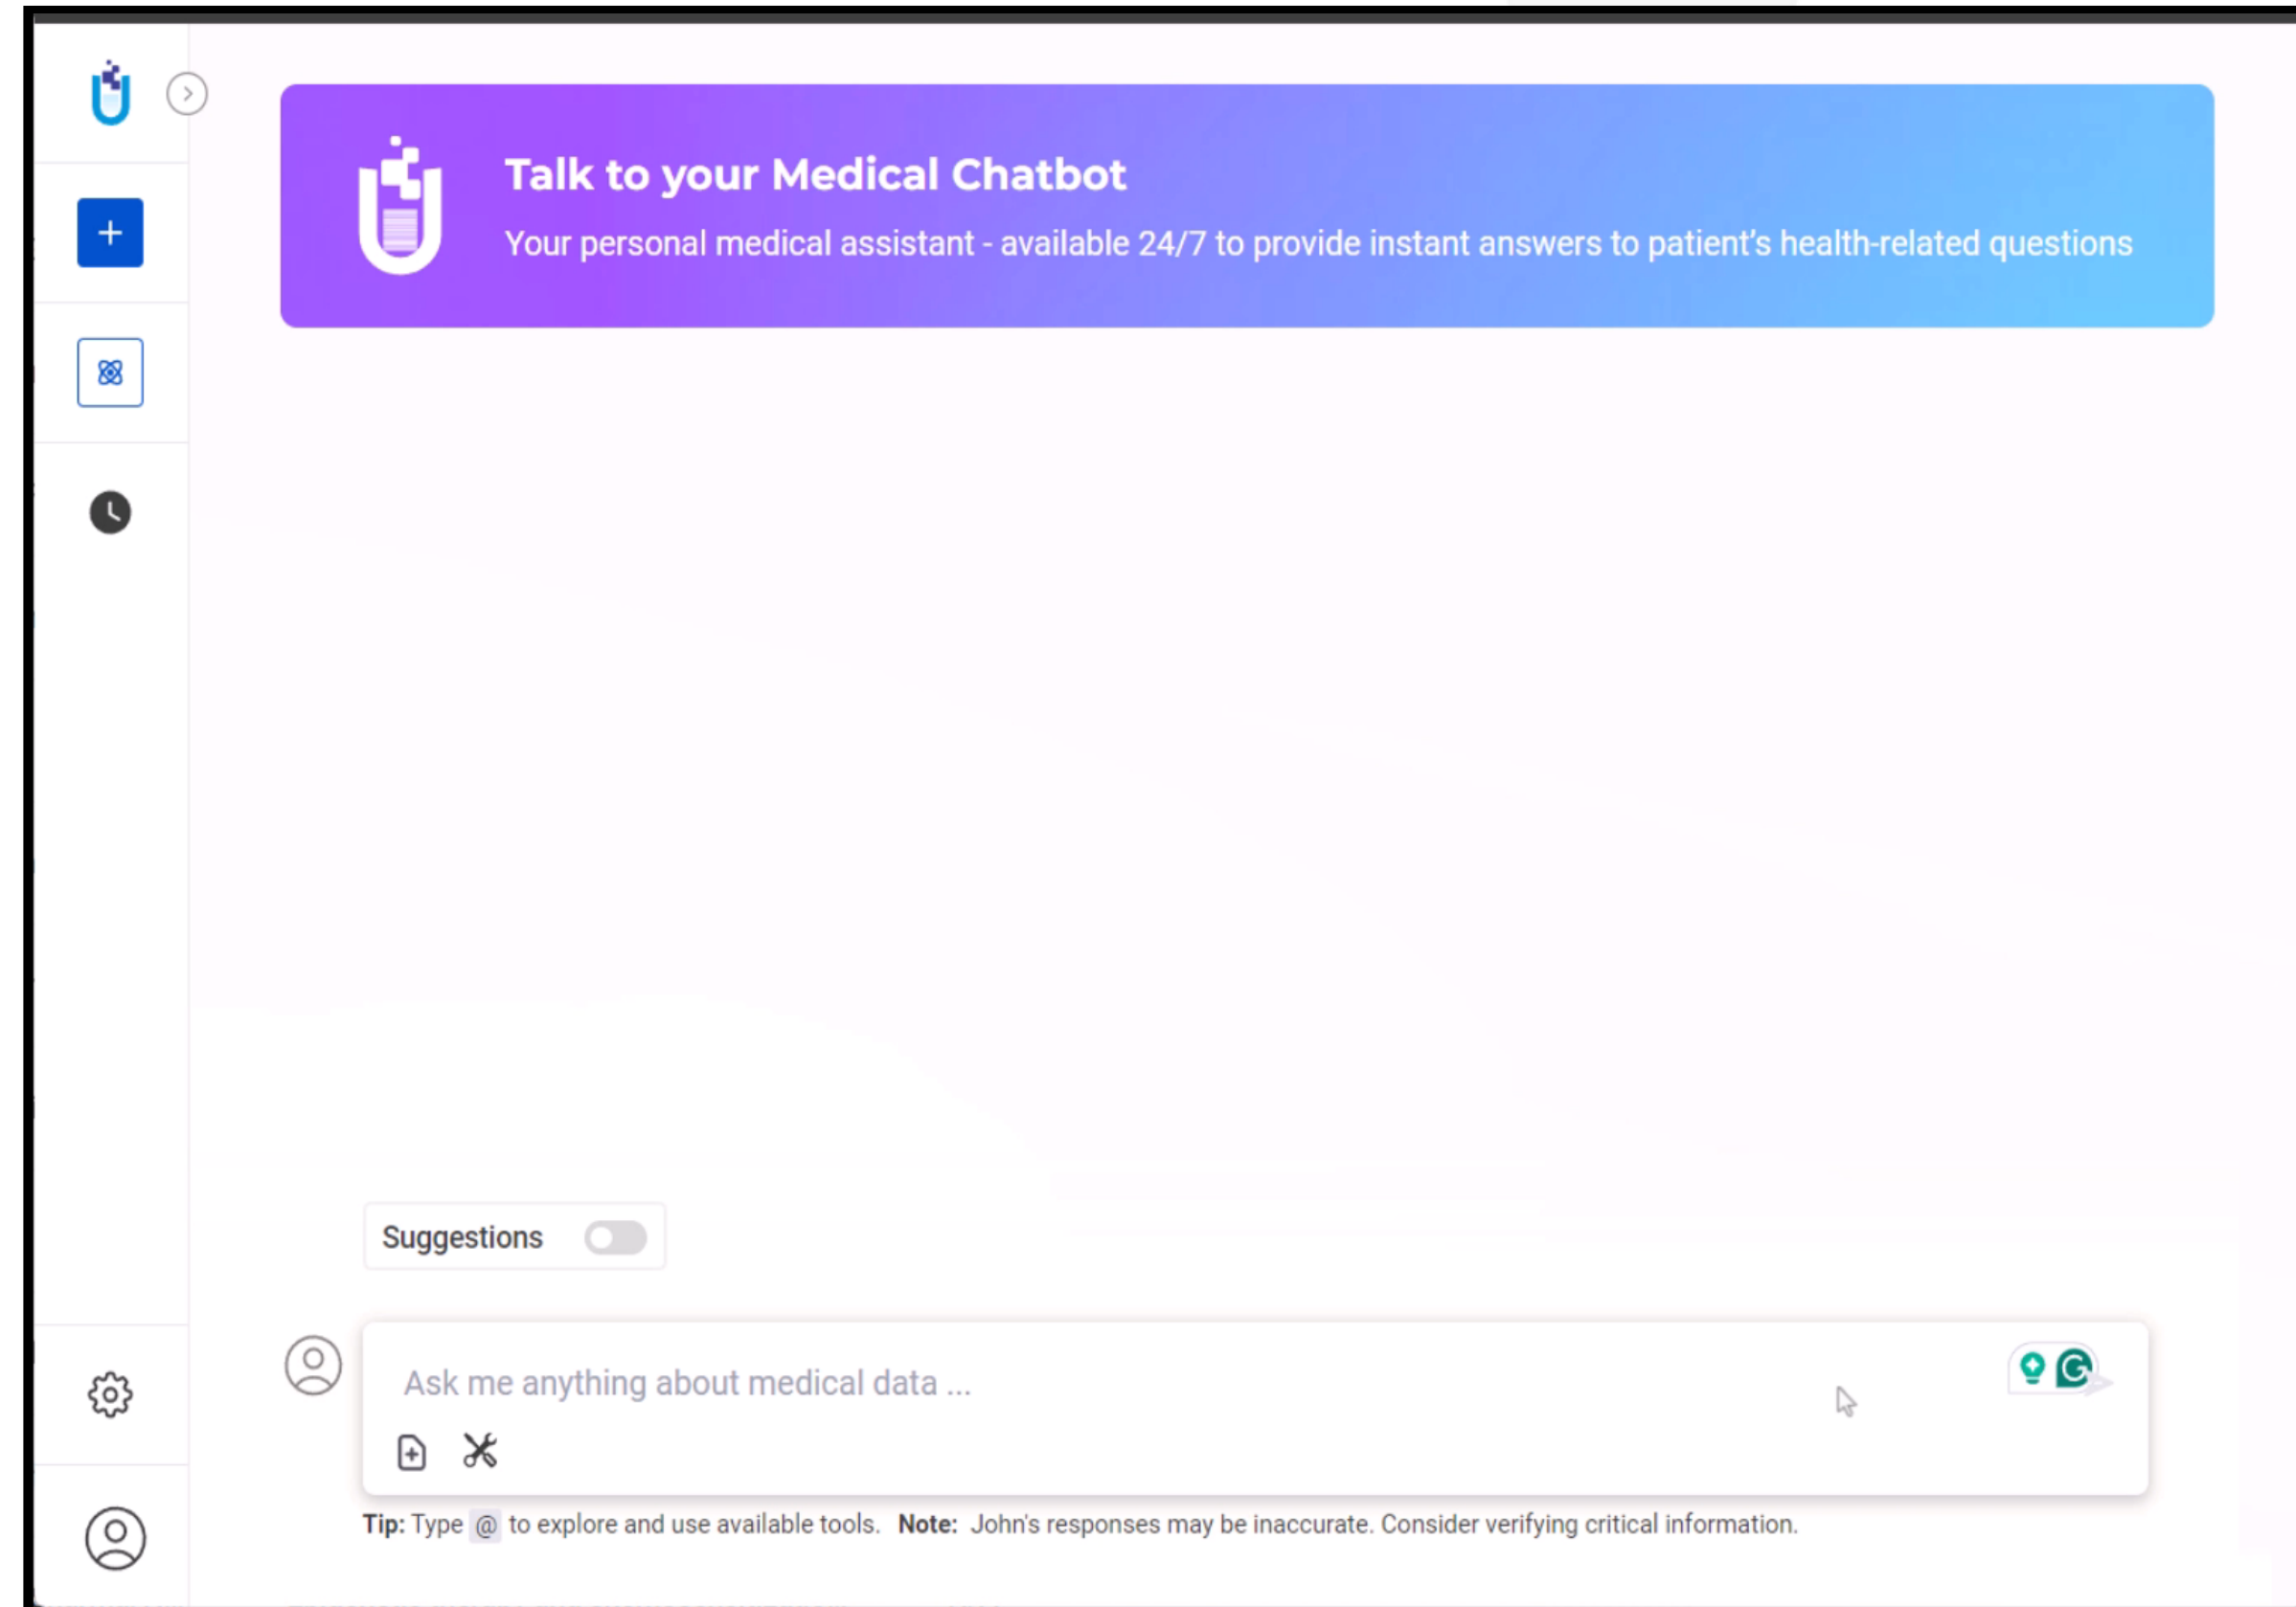 Talk to your Medical Chatbot
Your personal medical assistant - available 24/7 to provide instant answers to patient's health-related questions
Suggestions
Ask me anything about medical data ...
Tip: Type @ to explore and use available tools. Note: John's responses may be inaccurate. Consider verifying critical information.